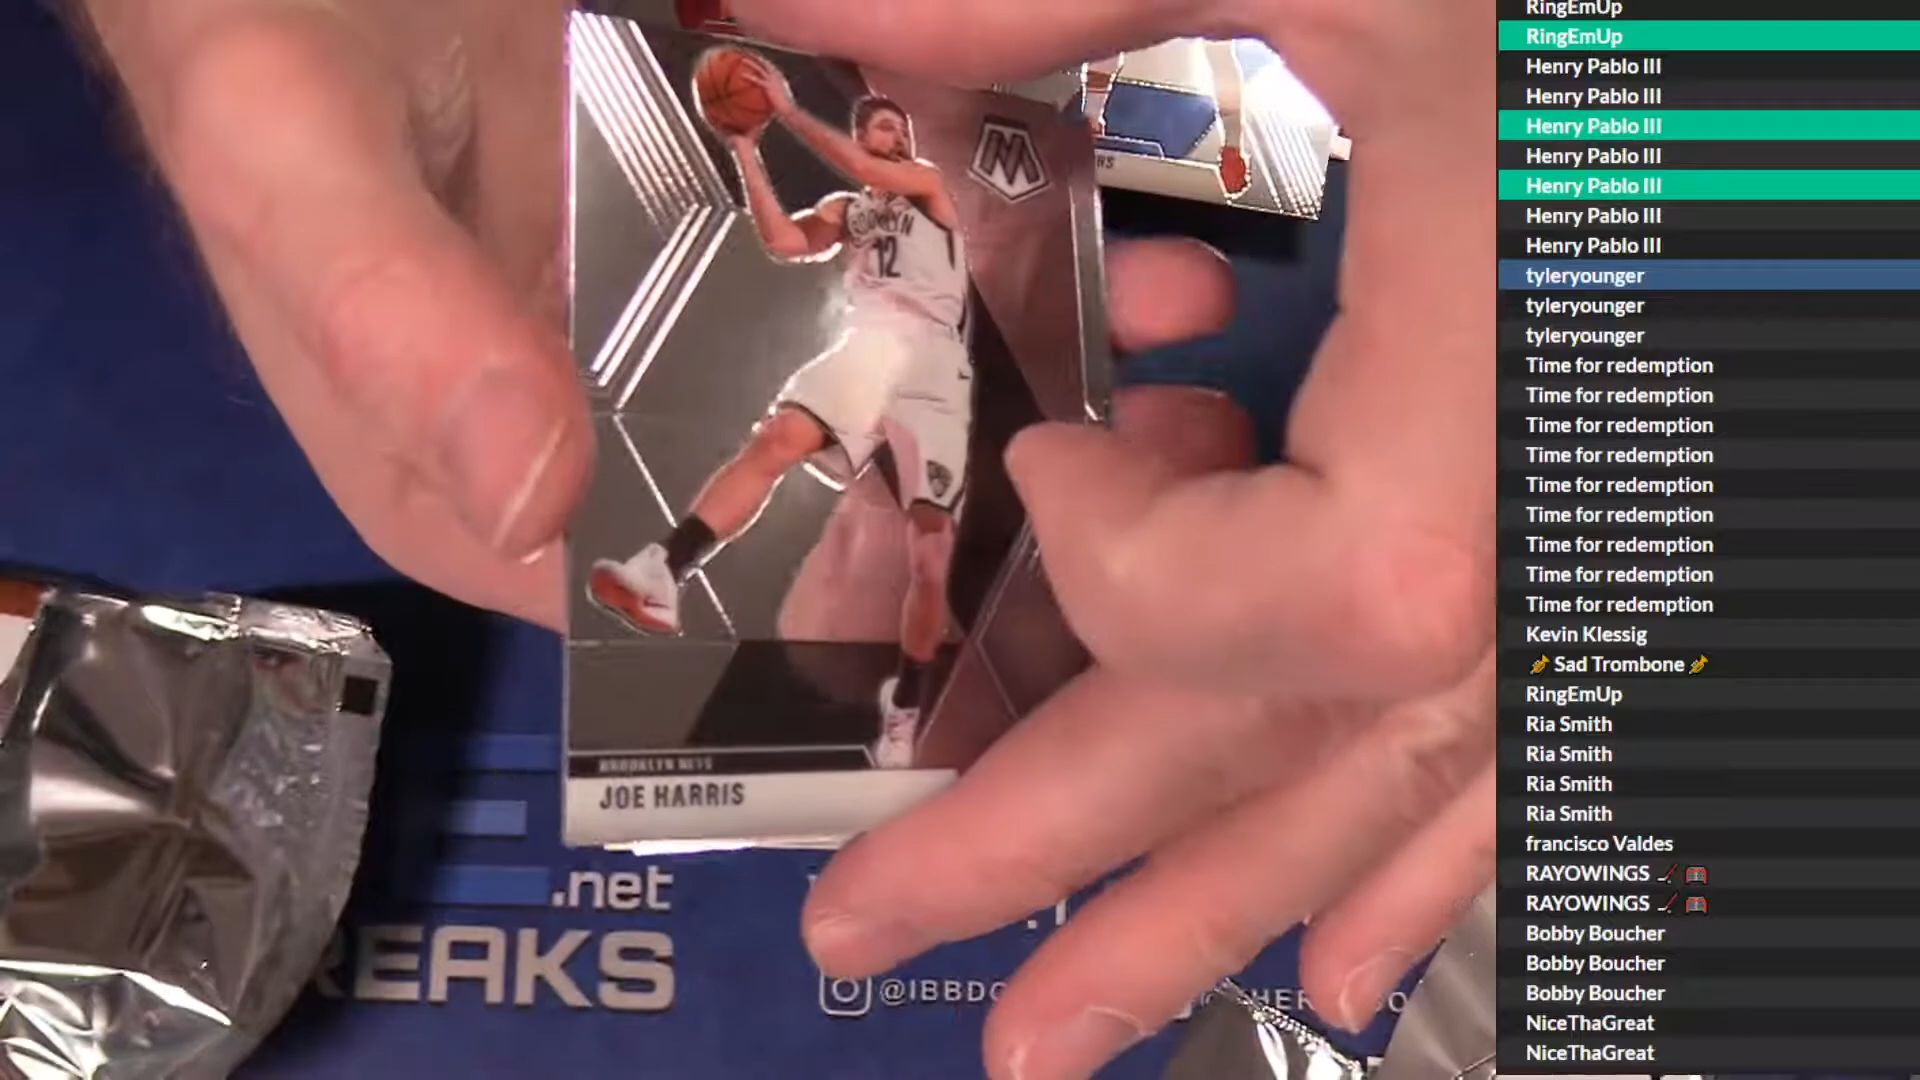 BROOKLYN
12
BROOKLYN NETS
JOE HARRIS
.net
REAKS
@IBBD
RingEmUp
RingEmUp
Henry Pablo III
Henry Pablo III
Henry Pablo III
Henry Pablo III
Henry Pablo III
Henry Pablo III
Henry Pablo III
tyleryounger
tyleryounger
tyleryounger
Time for redemption
Time for redemption
Time for redemption
Time for redemption
Time for redemption
Time for redemption
Time for redemption
Time for redemption
Time for redemption
Kevin Klessig
🎺 Sad Trombone 🎺
RingEmUp
Ria Smith
Ria Smith
Ria Smith
Ria Smith
francisco Valdes
RAYOWINGS 🏒 🥅
RAYOWINGS 🏒 🥅
Bobby Boucher
Bobby Boucher
Bobby Boucher
NiceThaGreat
NiceThaGreat